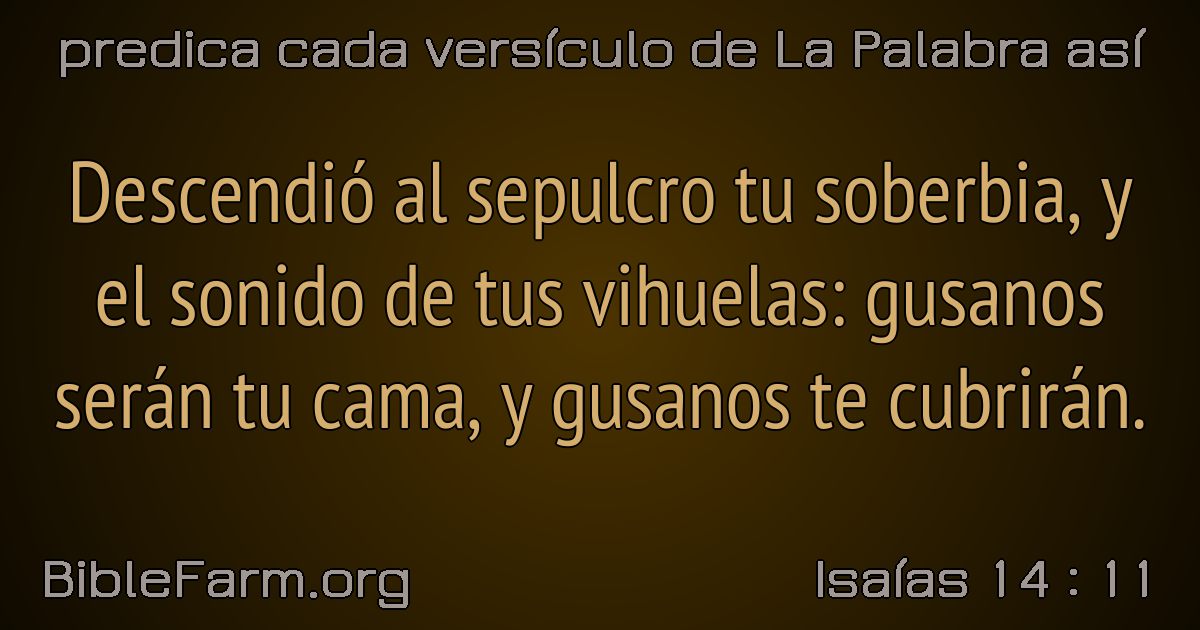 predica cada versículo de La Palabra así
Descendió al sepulcro tu soberbia, y
el sonido de tus vihuelas: gusanos
serán tu cama, y gusanos te cubrirán.
BibleFarm.org
Isaías 14 : 11